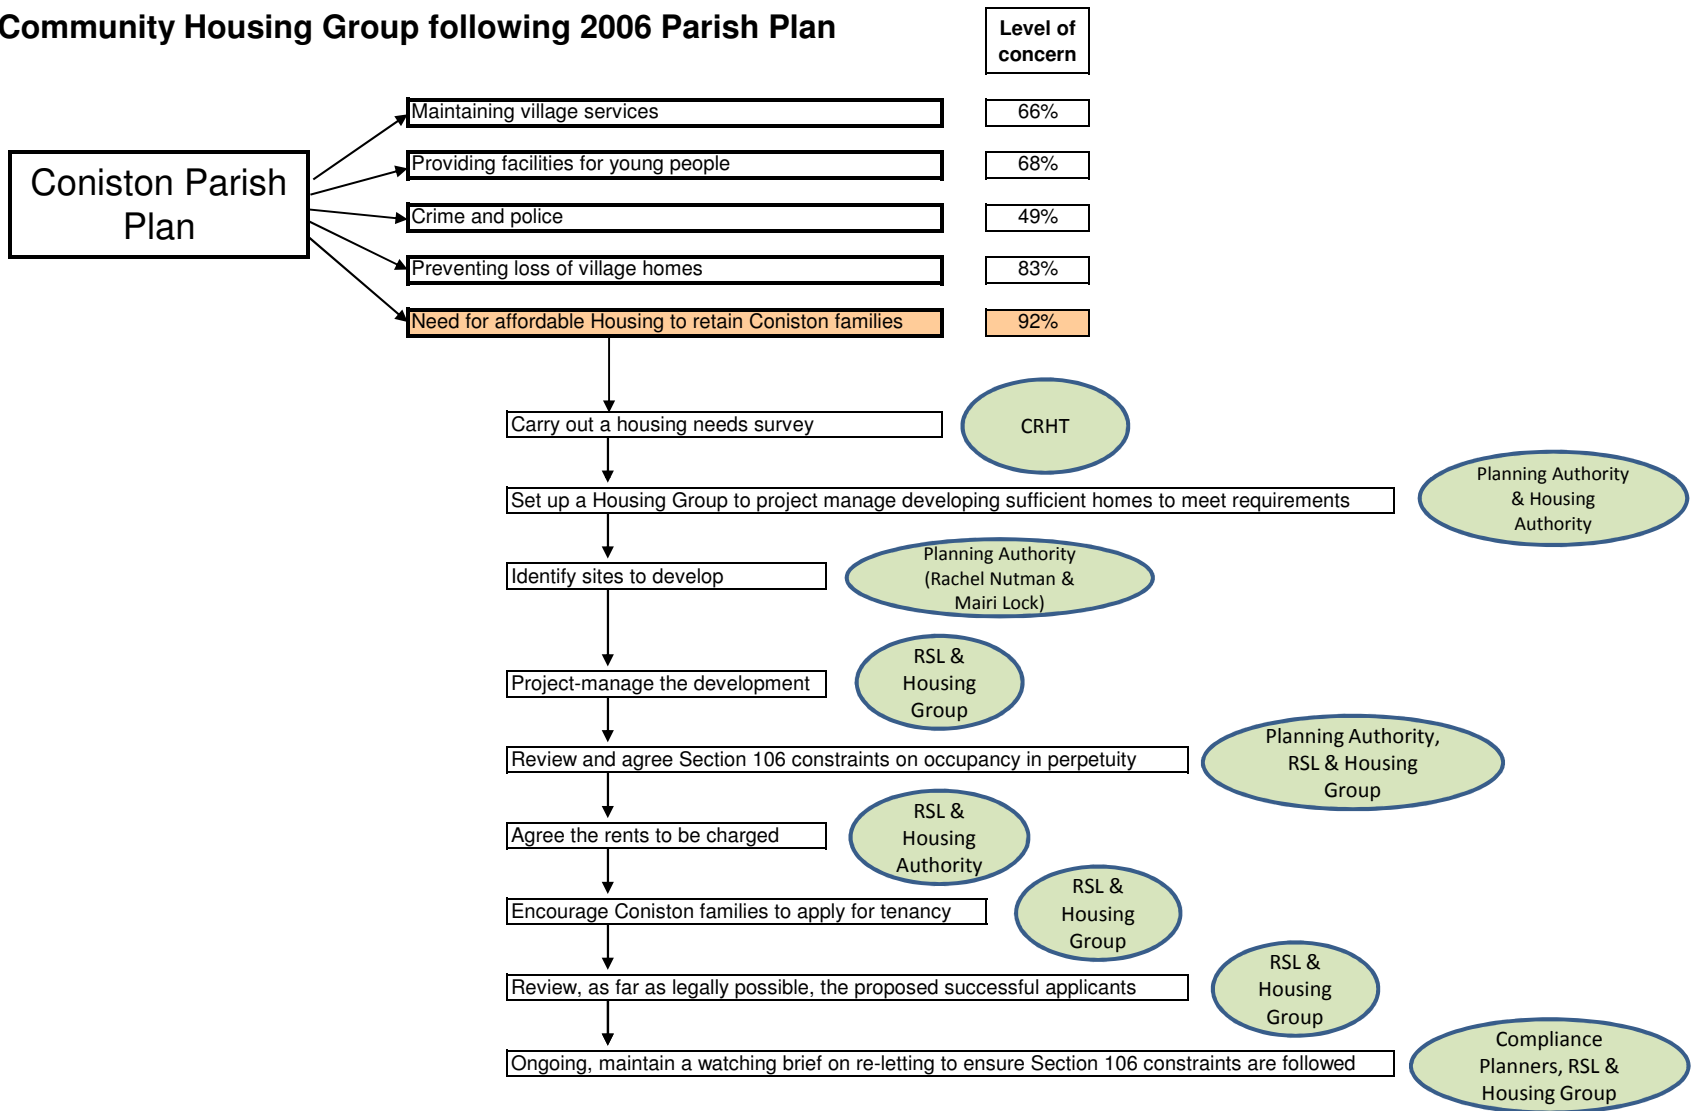 Community Housing Group following 2006 Parish Plan
Level of
concern
Maintaining village services
66%
Providing facilities for young people
68%
Coniston Parish
Plan
Crime and police
49%
Preventing loss of village homes
83%
Need for affordable Housing to retain Coniston families
92%
Carry out a housing needs survey
CRHT
Set up a Housing Group to project manage developing sufficient homes to meet requirements
Planning Authority
& Housing
Authority
Identify sites to develop
Planning Authority
(Rachel Nutman &
Mairi Lock)
Project-manage the development
RSL &
Housing
Group
Review and agree Section 106 constraints on occupancy in perpetuity
Planning Authority,
RSL & Housing
Group
Agree the rents to be charged
RSL &
Housing
Authority
Encourage Coniston families to apply for tenancy
RSL &
Housing
Group
Review, as far as legally possible, the proposed successful applicants
RSL &
Housing
Group
Ongoing, maintain a watching brief on re-letting to ensure Section 106 constraints are followed
Compliance
Planners, RSL &
Housing Group